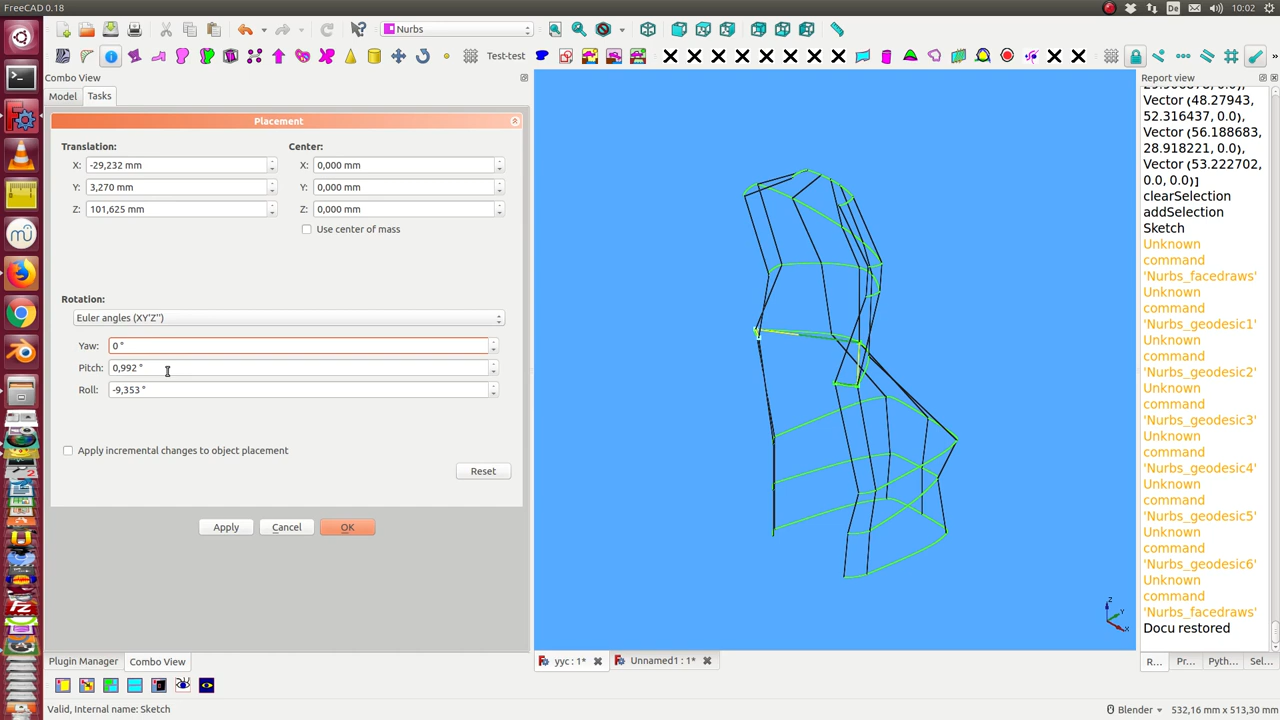 FreeCAD 0.18
De
10:02
Nurbs
Test-test
Combo View
Model
Tasks
Placement
Translation:
Center:
X: -29,232 mm
X: 0,000 mm
Y: 3,270 mm
Y: 0,000 mm
Z: 101,625 mm
Z: 0,000 mm
Use center of mass
Rotation:
Euler angles (XY'Z'')
Yaw: 0 °
Pitch: 0,992 °
Roll: -9,353 °
Apply incremental changes to object placement
Reset
Apply
Cancel
OK
Plugin Manager
Combo View
Valid, Internal name: Sketch
Z
Y
X
yyc : 1*
Unnamed1 : 1*
Report view
Vector (48.27943,
52.316437, 0.0),
Vector (56.188683,
28.918221, 0.0),
Vector (53.222702,
0.0, 0.0)]
clearSelection
addSelection
Sketch
Unknown
command
'Nurbs_facedraws'
Unknown
command
'Nurbs_geodesic1'
Unknown
command
'Nurbs_geodesic2'
Unknown
command
'Nurbs_geodesic3'
Unknown
command
'Nurbs_geodesic4'
Unknown
command
'Nurbs_geodesic5'
Unknown
command
'Nurbs_geodesic6'
Unknown
command
'Nurbs_facedraws'
Docu restored
R...
Pr...
Pyth...
Sel...
Blender
532,16 mm x 513,30 mm